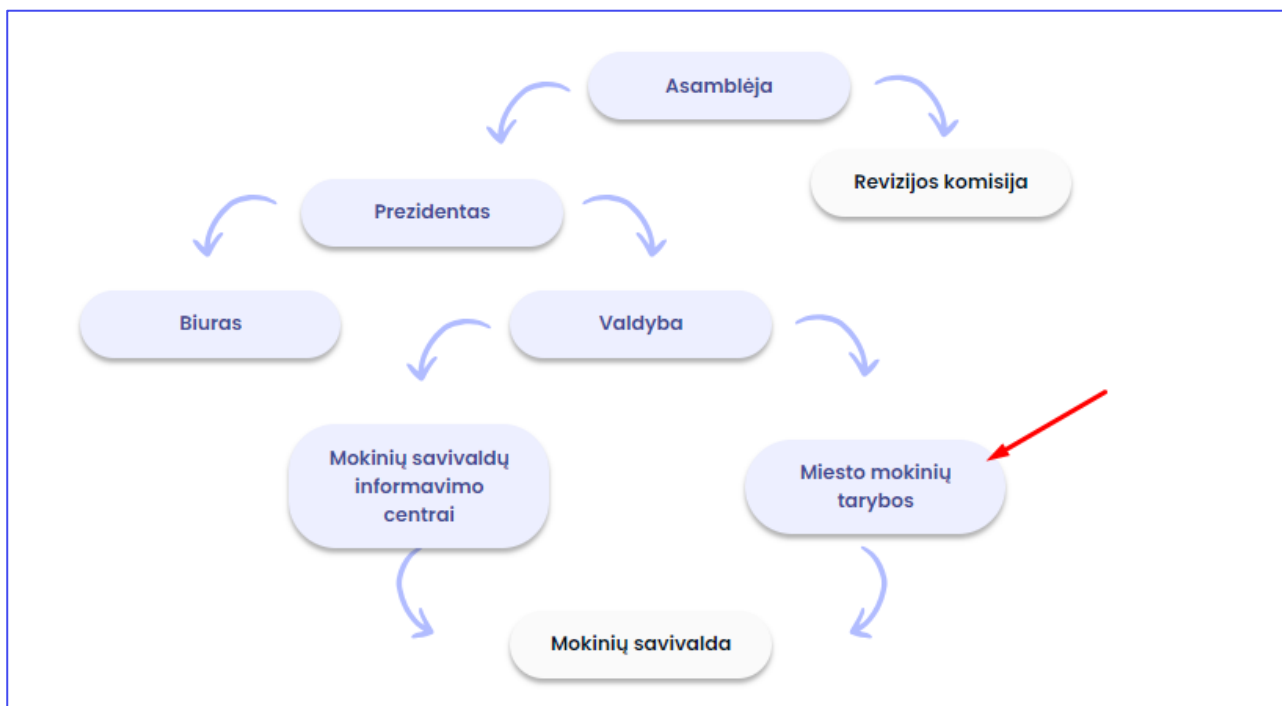 Asamblėja
Revizijos komisija
Prezidentas
Biuras
Valdyba
Mokinių savivaldų
informavimo
centrai
Miesto mokinių
tarybos
Mokinių savivalda